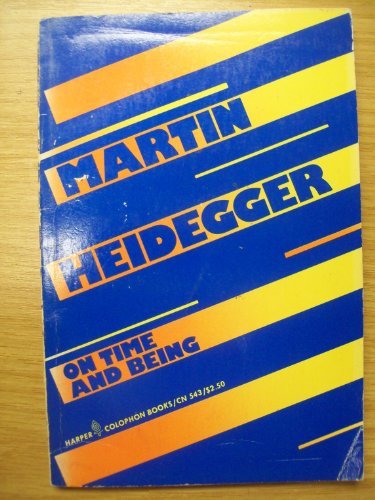 MARTIN
HEIDEGGER
ON TIME
AND BEING
HARPER COLOPHON BOOKS/CN 543/$2.50